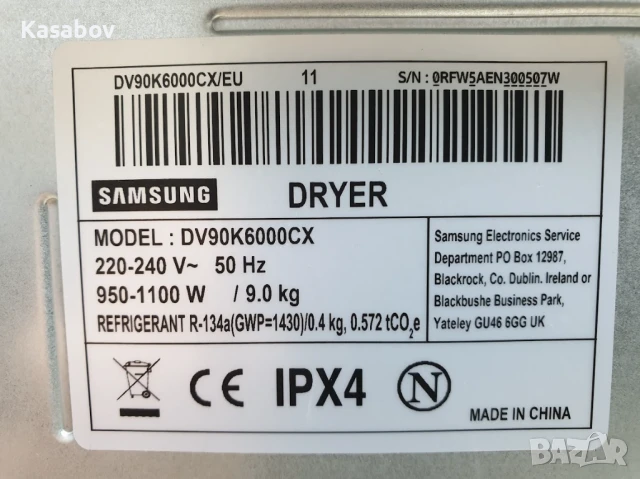 Kasabov
DV90K6000CX/EU 11 S/N : 0RFW5AEN300507W
SAMSUNG DRYER
MODEL : DV90K6000CX
220-240 V~ 50 Hz
950-1100 W / 9.0 kg
REFRIGERANT R-134a(GWP=1430)/0.4 kg, 0.572 tCO₂e
Samsung Electronics Service
Department PO Box 12987,
Blackrock, Co. Dublin. Ireland or
Blackbushe Business Park,
Yateley GU46 6GG UK
CE IPX4 N
MADE IN CHINA
BAZAR